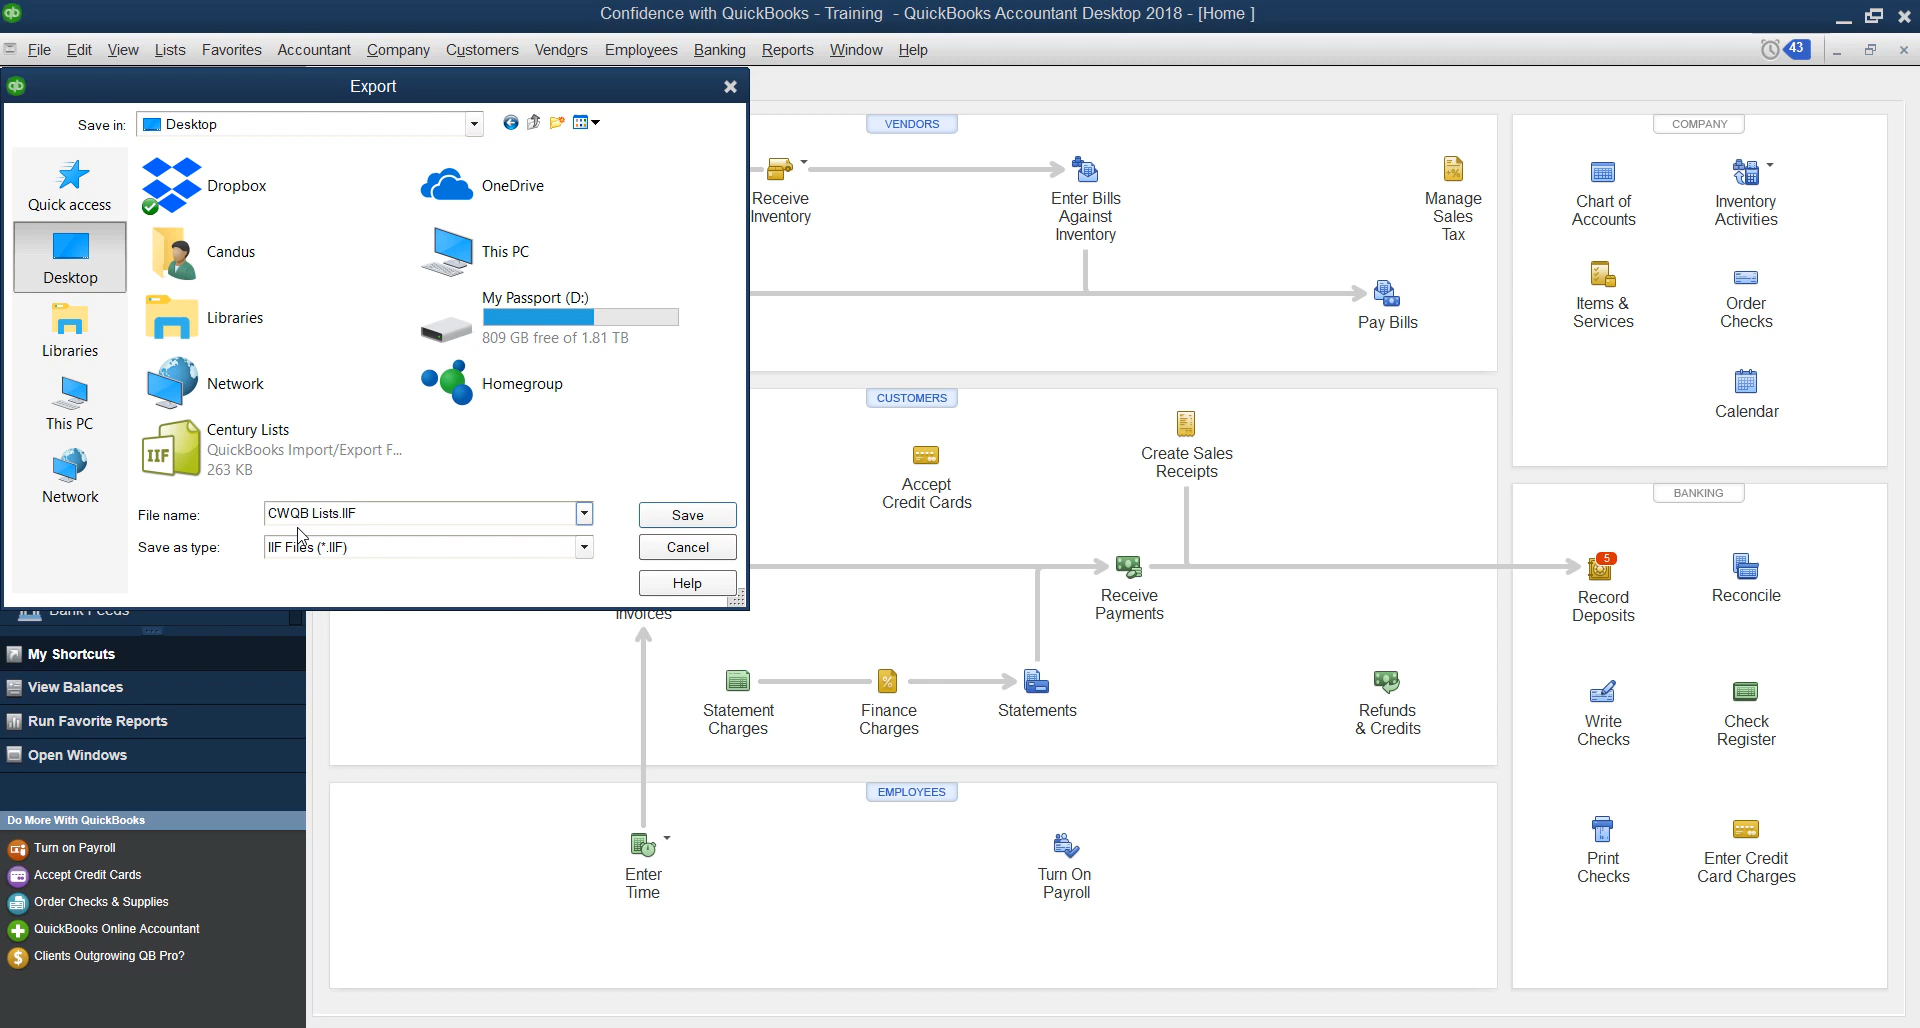 Confidence with QuickBooks - Training - QuickBooks Accountant Desktop 2018 - [Home ]
File Edit View Lists Favorites Accountant Company Customers Vendors Employees Banking Reports Window Help
43
Export
Save in:
Desktop
Quick access
Desktop
Libraries
This PC
Network
Dropbox
OneDrive
Candus
This PC
Libraries
My Passport (D:)
809 GB free of 1.81 TB
Network
Homegroup
IIF
Century Lists
QuickBooks Import/Export F...
263 KB
File name:
CWQB Lists.IIF
Save
Save as type:
IIF Files (*.IIF)
Cancel
Help
Bank Feeds
My Shortcuts
View Balances
Run Favorite Reports
Open Windows
Do More With QuickBooks
Turn on Payroll
Accept Credit Cards
Order Checks & Supplies
QuickBooks Online Accountant
Clients Outgrowing QB Pro?
VENDORS
Receive
Inventory
Enter Bills
Against
Inventory
Manage
Sales
Tax
Pay Bills
CUSTOMERS
Accept
Credit Cards
Create Sales
Receipts
Invoices
Receive
Payments
Statement
Charges
Finance
Charges
Statements
Refunds
& Credits
EMPLOYEES
Enter
Time
Turn On
Payroll
COMPANY
Chart of
Accounts
Inventory
Activities
Items &
Services
Order
Checks
Calendar
BANKING
5
Record
Deposits
Reconcile
Write
Checks
Check
Register
Print
Checks
Enter Credit
Card Charges